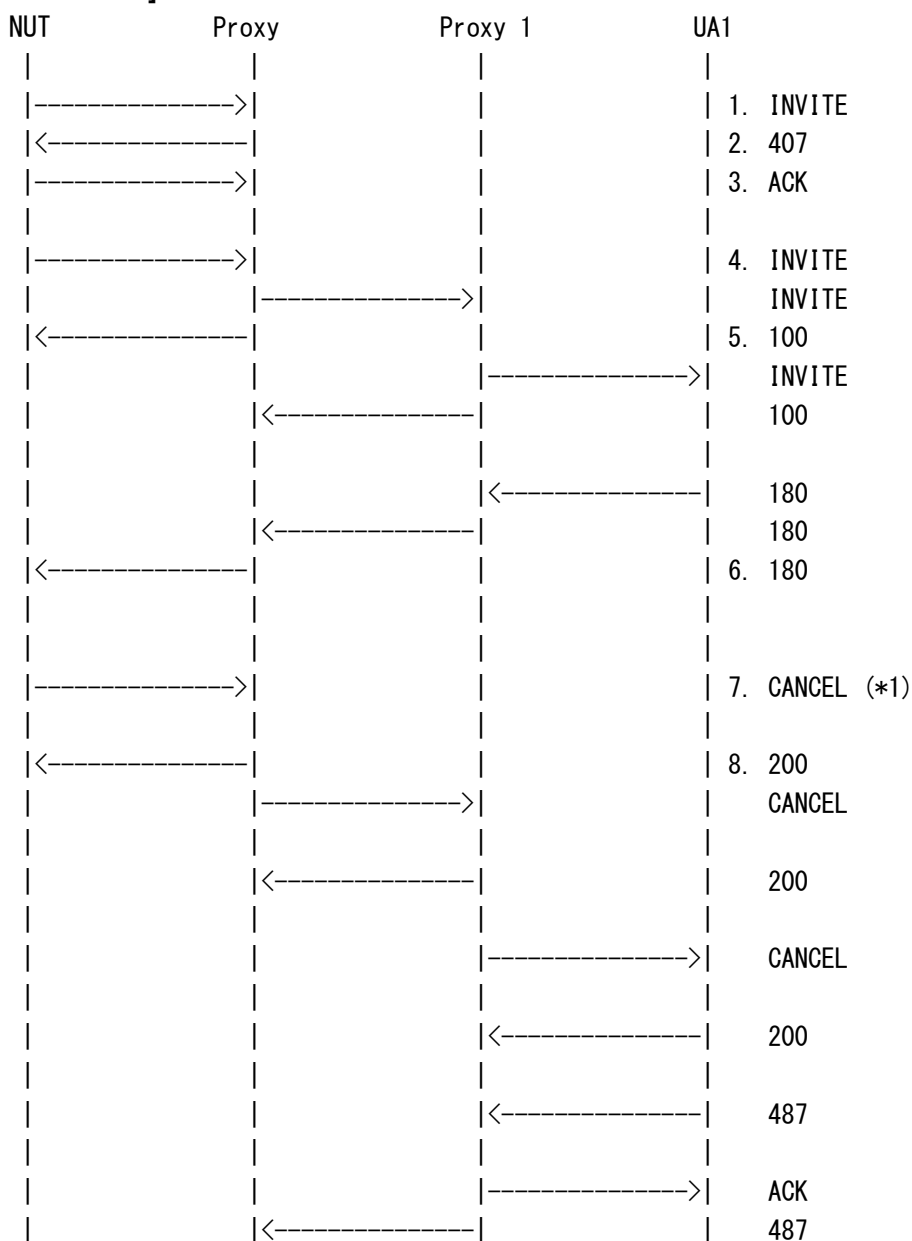 NUT Proxy Proxy 1 UA1
| | | |
|--------------->| | | 1. INVITE
|<---------------| | | 2. 407
|--------------->| | | 3. ACK
| | | |
|--------------->| | | 4. INVITE
| |--------------->| | INVITE
|<---------------| | | 5. 100
| | |--------------->| INVITE
| |<---------------| | 100
| | | |
| | |<---------------| 180
| |<---------------| | 180
|<---------------| | | 6. 180
| | | |
| | | |
|--------------->| | | 7. CANCEL (*1)
| | | |
|<---------------| | | 8. 200
| |--------------->| | CANCEL
| | | |
| |<---------------| | 200
| | | |
| | |--------------->| CANCEL
| | | |
| | |<---------------| 200
| | | |
| | |<---------------| 487
| | | |
| | |--------------->| ACK
| |<---------------| | 487